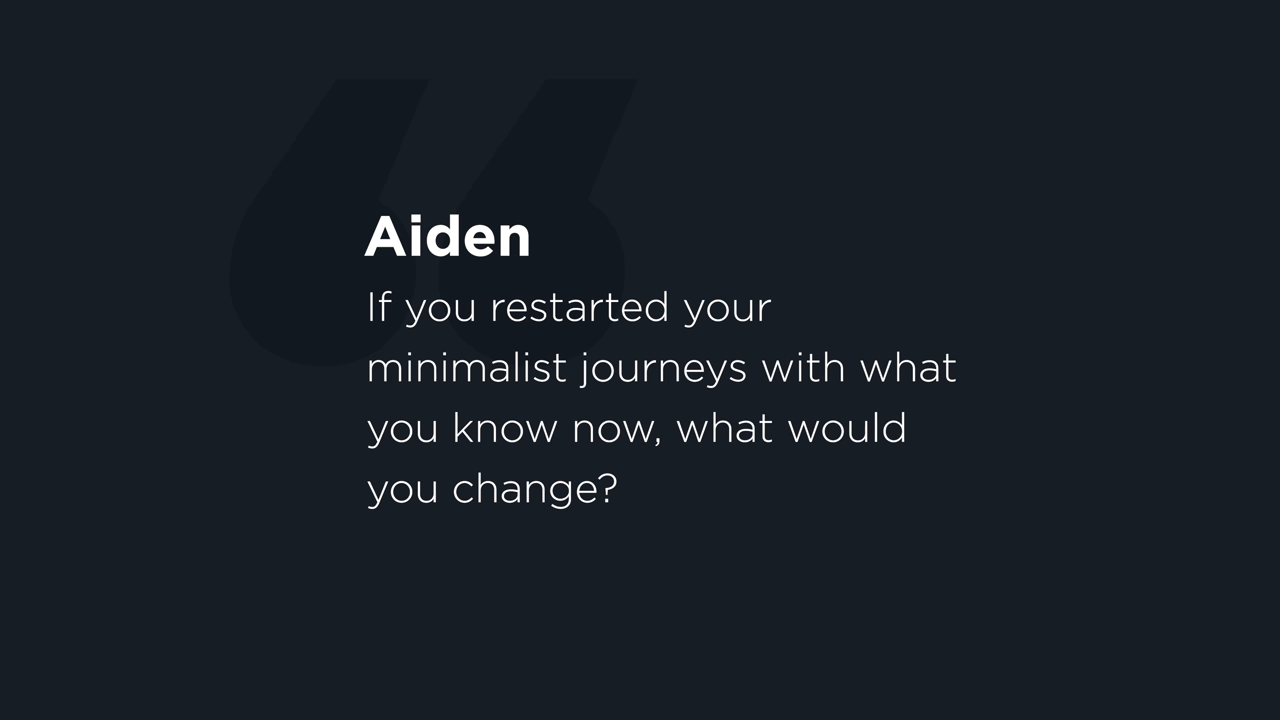 Aiden
If you restarted your
minimalist journeys with what
you know now, what would
you change?